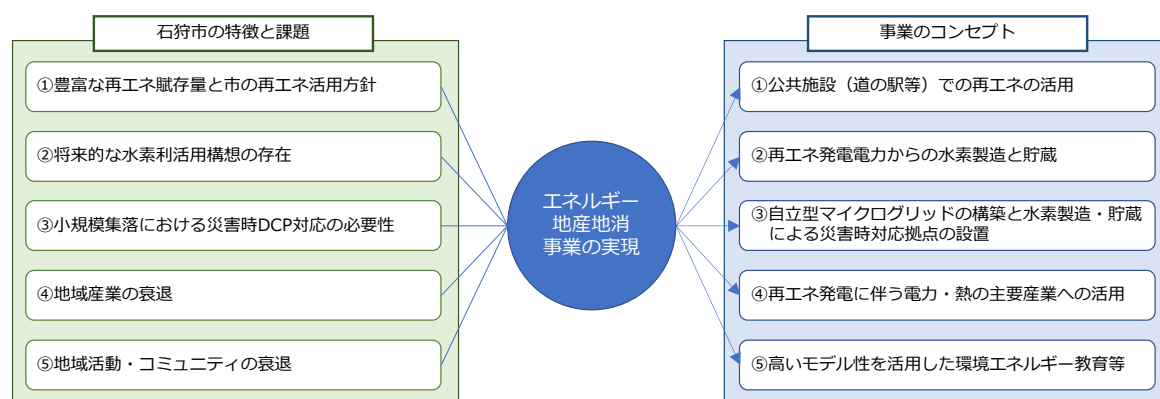 石狩市の特徴と課題
①豊富な再エネ賦存量と市の再エネ活用方針
②将来的な水素利活用構想の存在
③小規模集落における災害時DCP対応の必要性
④地域産業の衰退
⑤地域活動・コミュニティの衰退
エネルギー
地産地消
事業の実現
事業のコンセプト
①公共施設（道の駅等）での再エネの活用
②再エネ発電電力からの水素製造と貯蔵
③自立型マイクログリッドの構築と水素製造・貯蔵
による災害時対応拠点の設置
④再エネ発電に伴う電力・熱の主要産業への活用
⑤高いモデル性を活用した環境エネルギー教育等